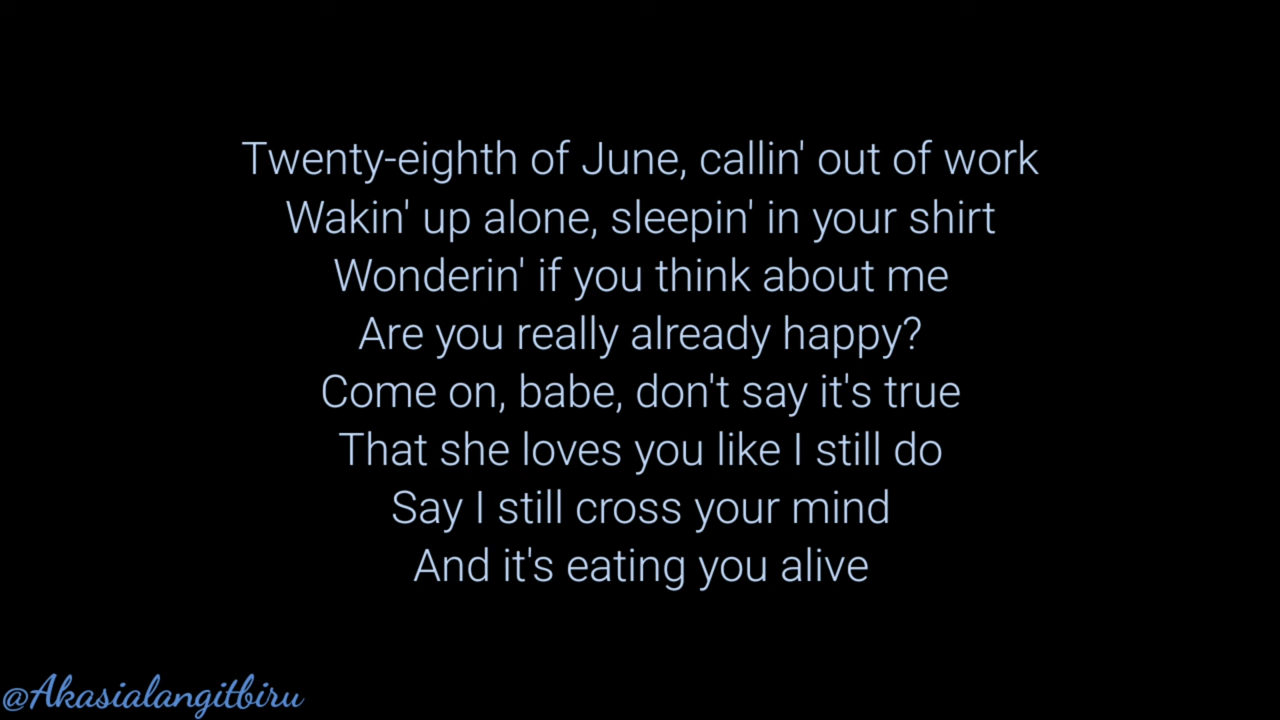 Twenty-eighth of June, callin' out of work
Wakin' up alone, sleepin' in your shirt
Wonderin' if you think about me
Are you really already happy?
Come on, babe, don't say it's true
That she loves you like I still do
Say I still cross your mind
And it's eating you alive
@Akasialangitbiru